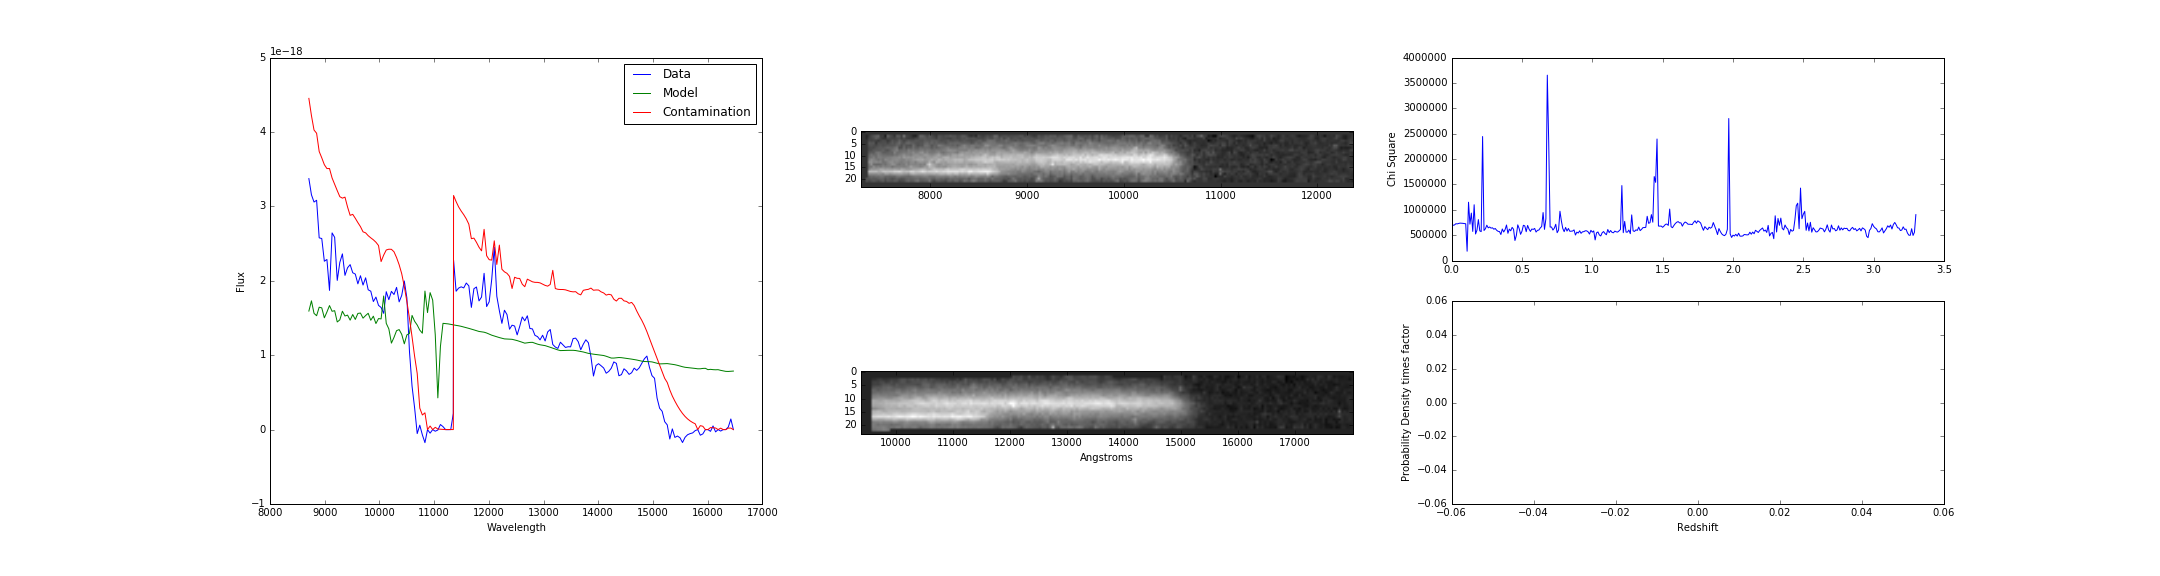 1e−18
5
4
3
2
1
0
−1
Flux
8000 9000 10000 11000 12000 13000 14000 15000 16000 17000
Wavelength
Data
Model
Contamination
0
5
10
15
20
8000 9000 10000 11000 12000
0
5
10
15
20
10000 11000 12000 13000 14000 15000 16000 17000
Angstroms
4000000
3500000
3000000
2500000
2000000
1500000
1000000
500000
0
Chi Square
0.0 0.5 1.0 1.5 2.0 2.5 3.0 3.5
0.06
0.04
0.02
0.00
−0.02
−0.04
−0.06
Probability Density times factor
−0.06 −0.04 −0.02 0.00 0.02 0.04 0.06
Redshift